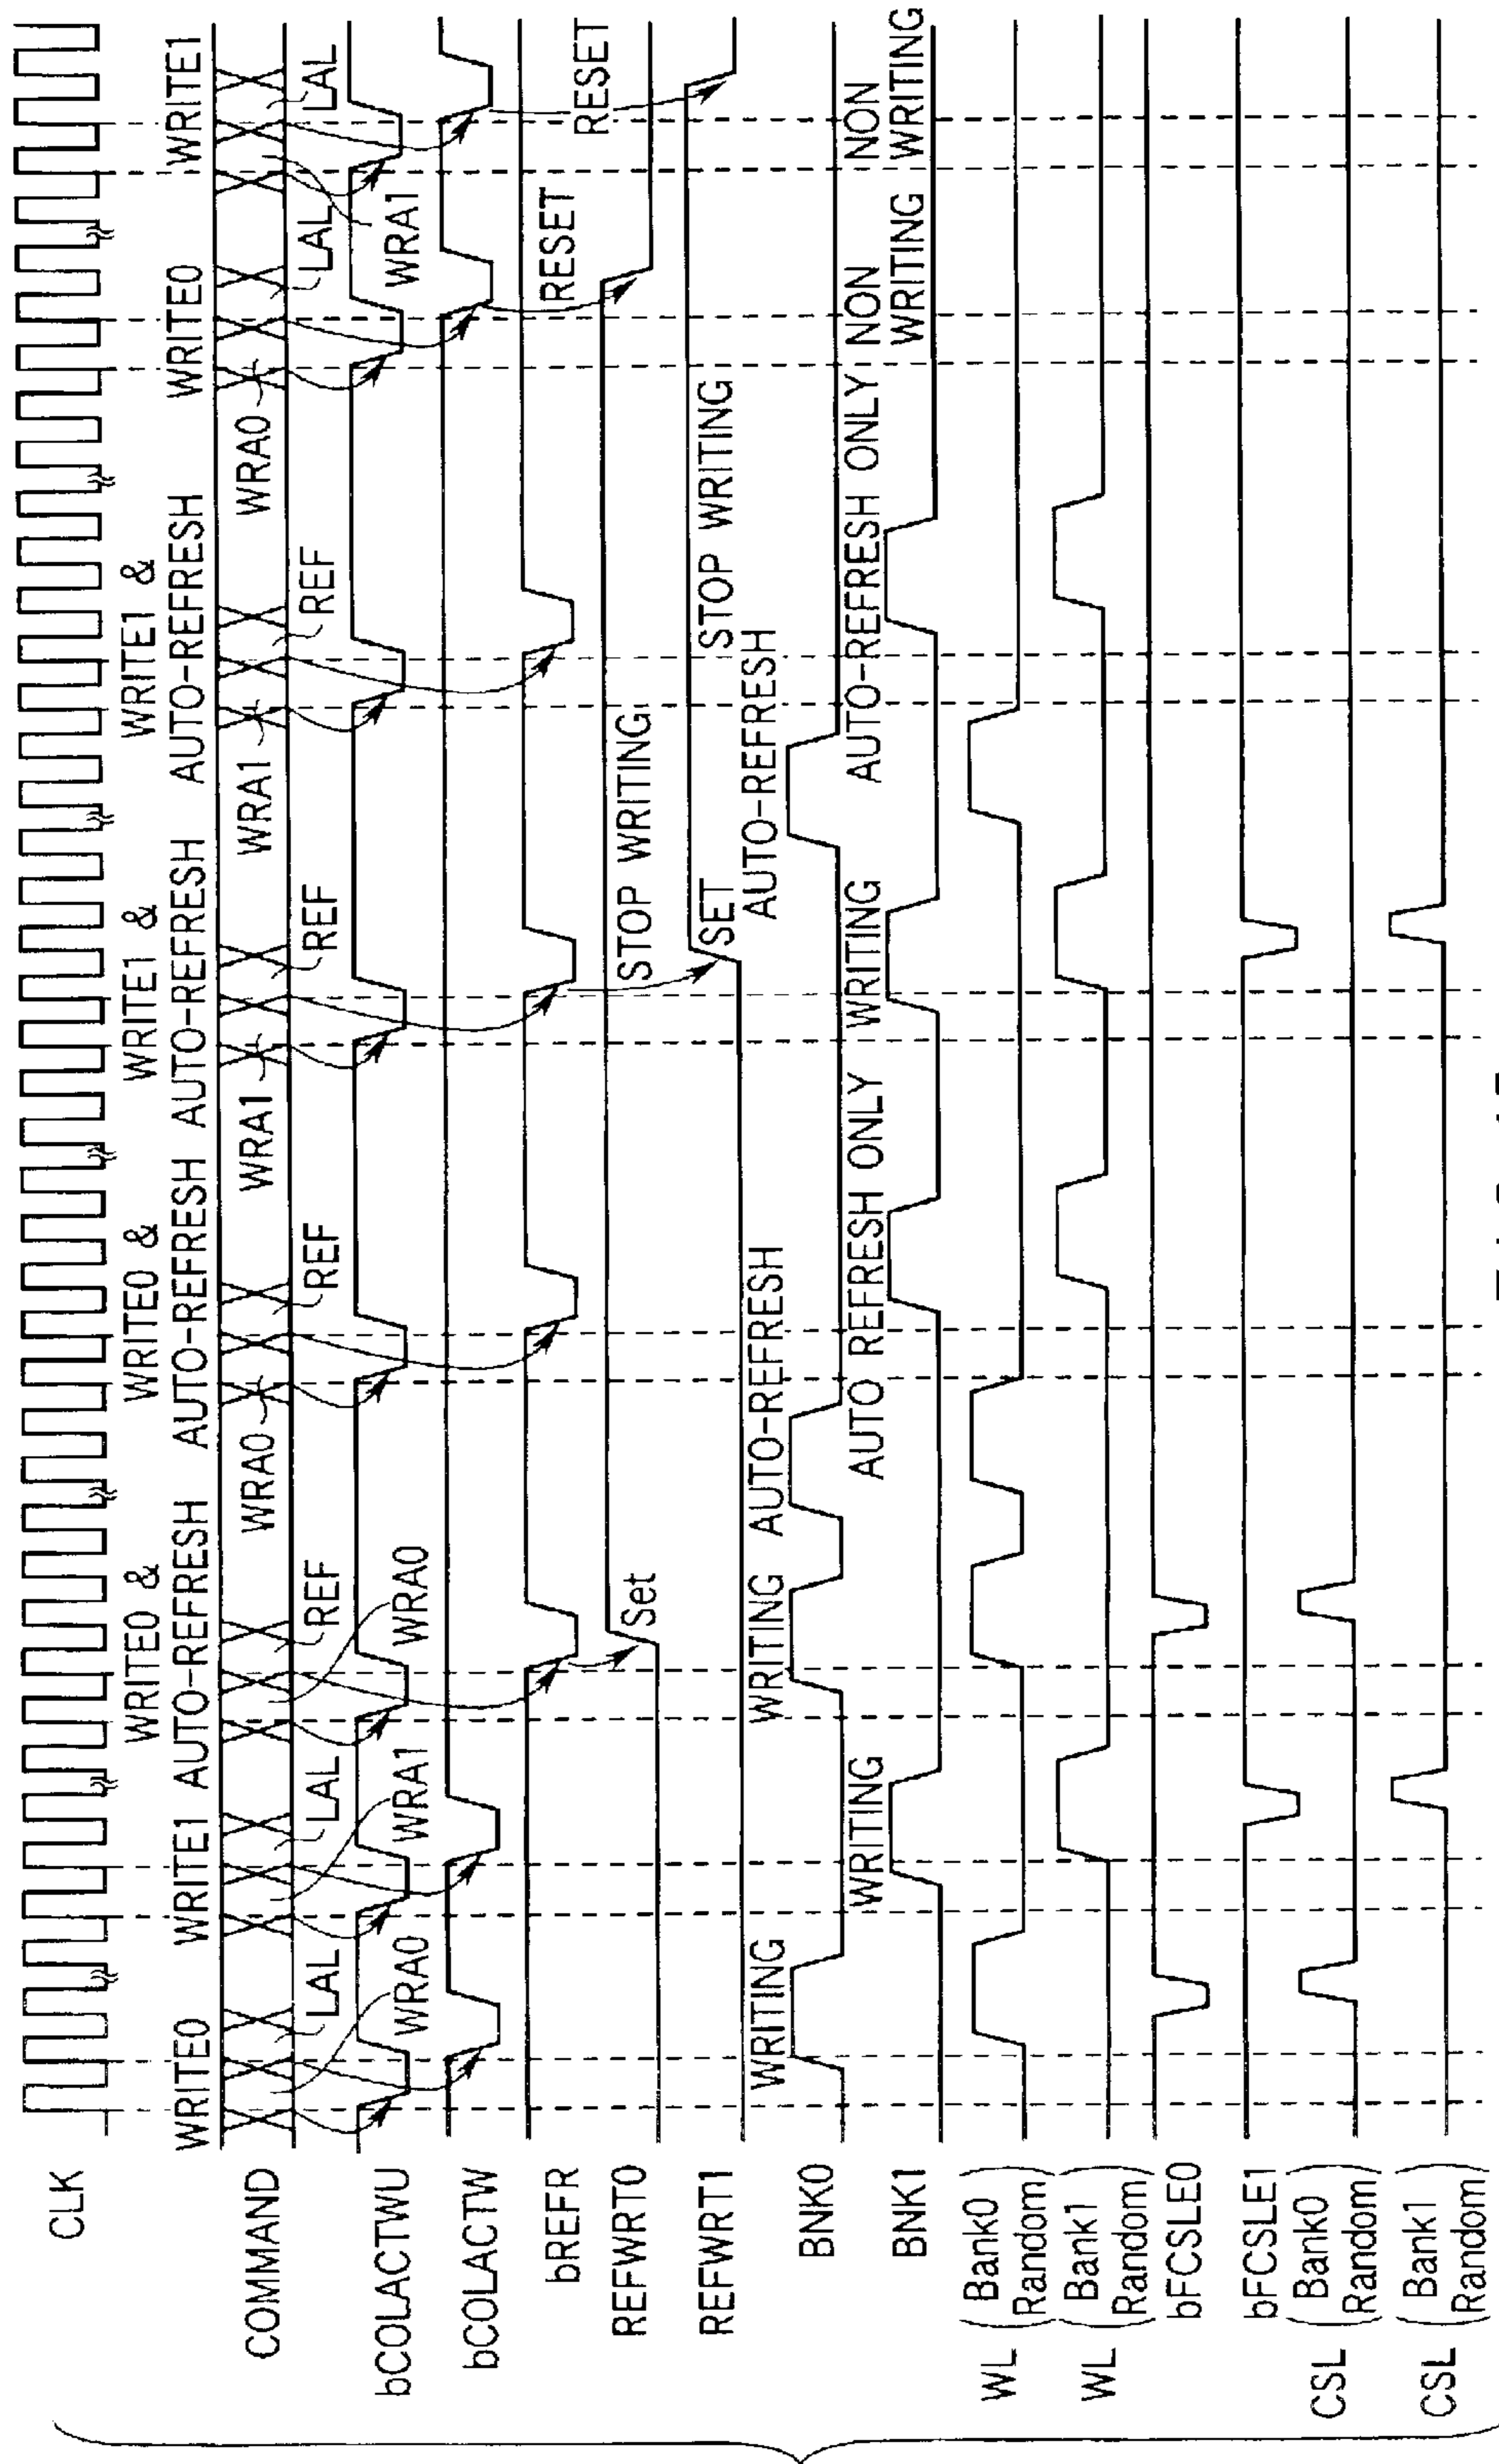 CLK
WRITE0 & WRITE0 & WRITE1 & WRITE1 &
WRITE0 WRITE1 AUTO-REFRESH AUTO-REFRESH AUTO-REFRESH AUTO-REFRESH WRITE0 WRITE1
COMMAND WRA0 WRA1 WRA1 WRA0
LAL LAL REF REF REF REF LAL LAL
bCOLACTWU WRA0 WRA1 WRA0 WRA1
bCOLACTW
bREFR RESET RESET
REFWRT0 Set STOP WRITING
REFWRT1 SET STOP WRITING
WRITING WRITING AUTO-REFRESH AUTO-REFRESH
BNK0
WRITING AUTO REFRESH ONLY WRITING AUTO-REFRESH ONLY NON NON
BNK1 WRITING WRITING
WL (Bank0
Random)
WL (Bank1
Random)
bFCSLE0
bFCSLE1
CSL (Bank0
Random)
CSL (Bank1
Random)